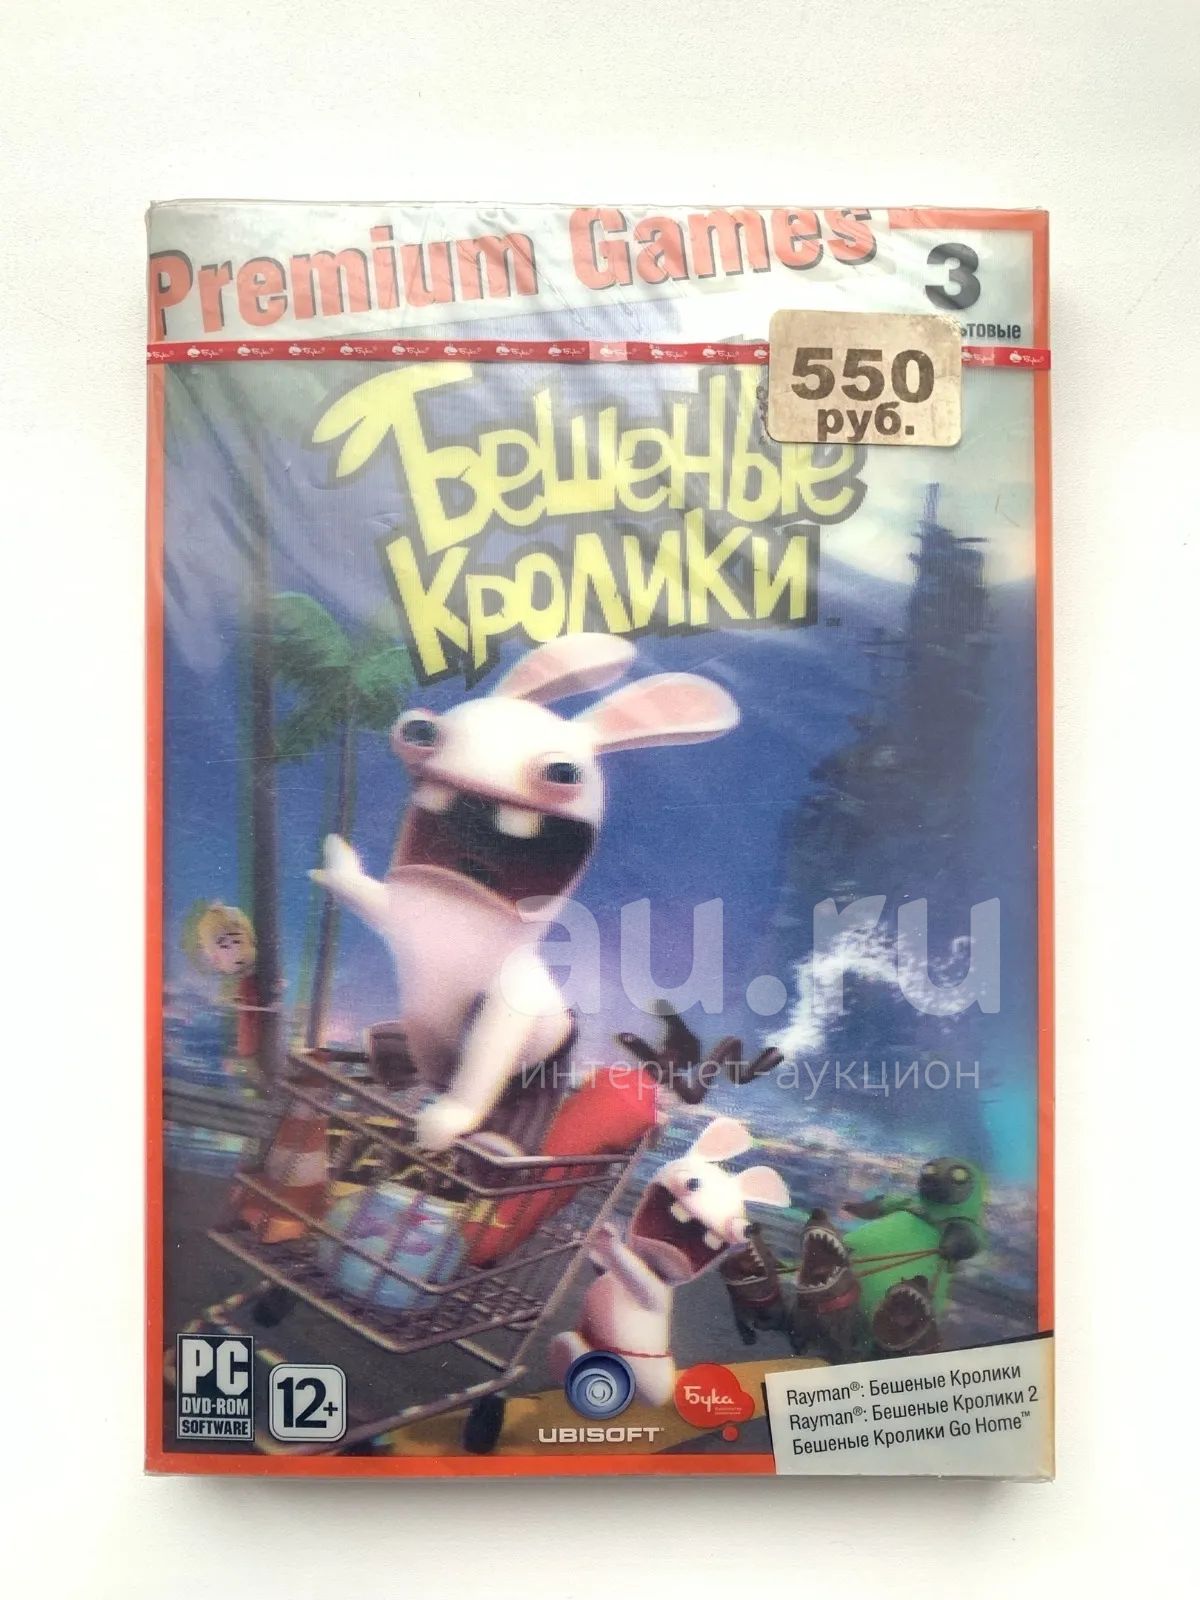 Premium Games
3
550
руб.
Бешеные
Кролики
au.ru
интернет-аукцион
PC
DVD-ROM
SOFTWARE
12+
UBISOFT
Бука
Rayman®: Бешеные Кролики
Rayman®: Бешеные Кролики 2
Бешеные Кролики Go Home™